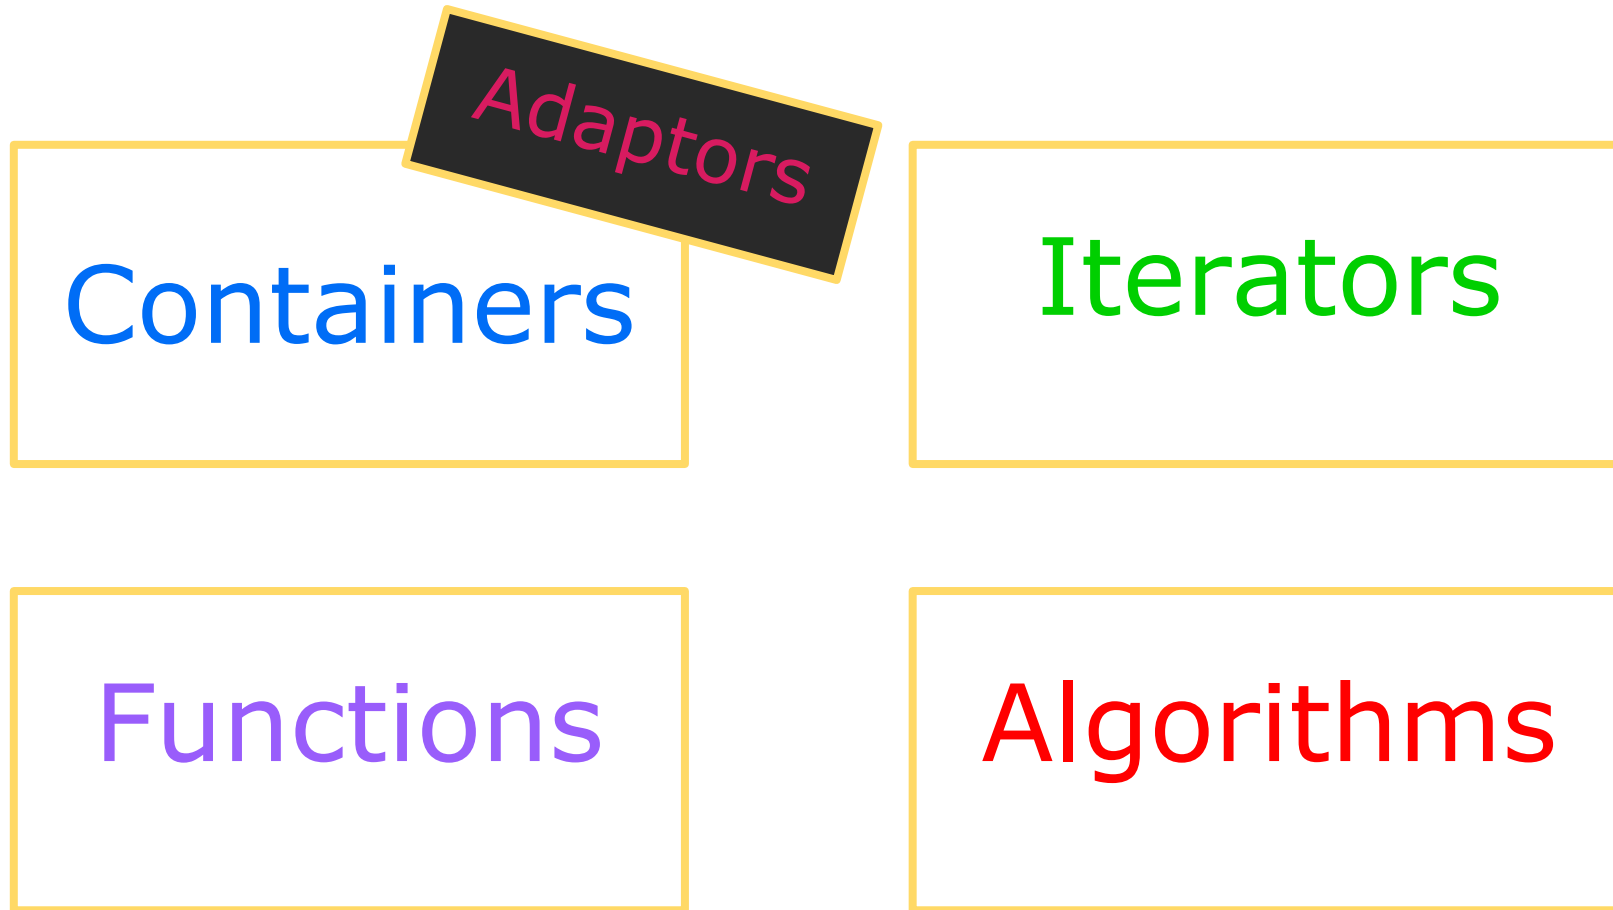 Adaptors
Containers
Iterators
Functions
Algorithms